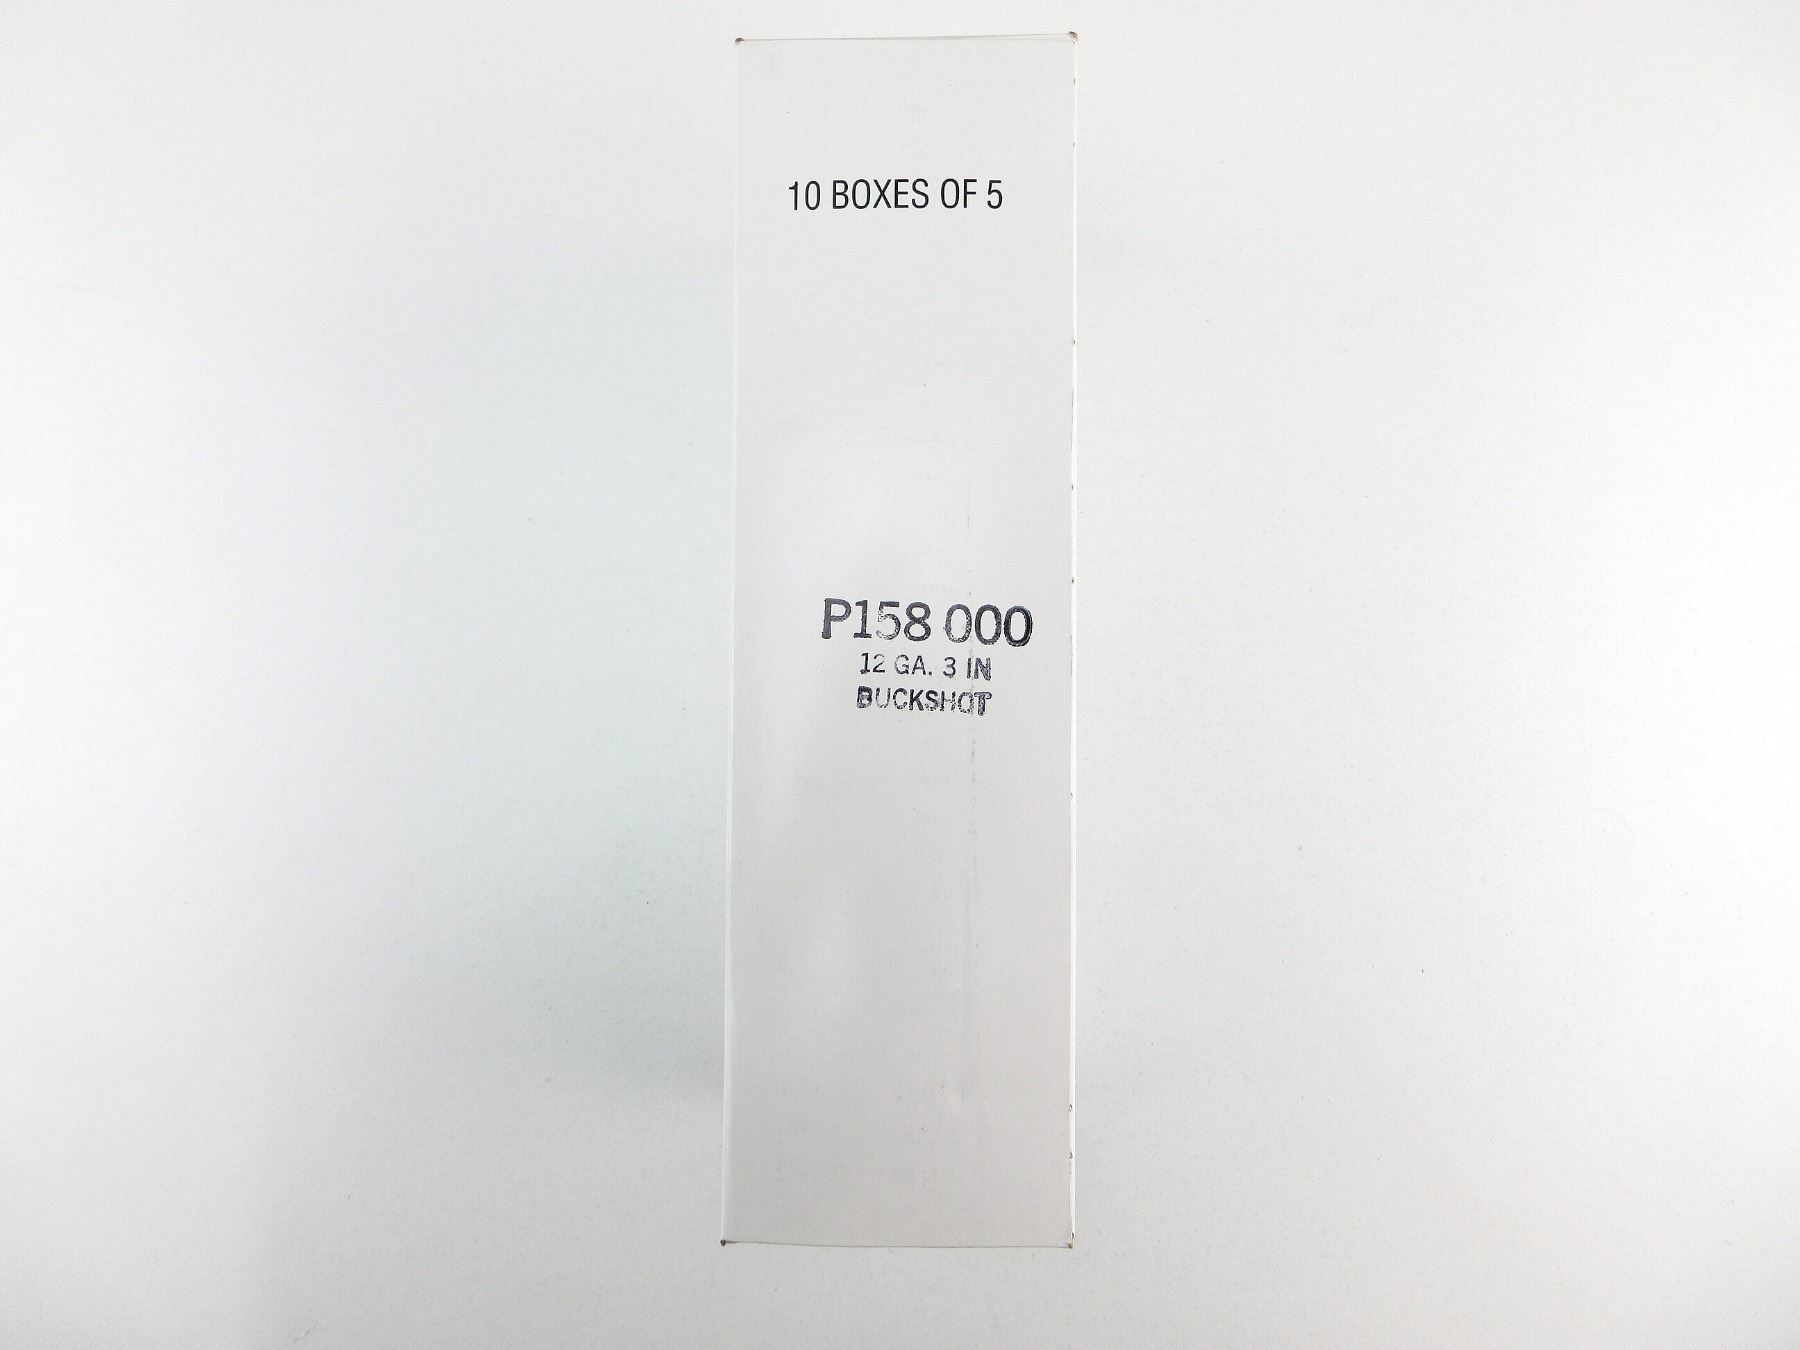 10 BOXES OF 5
P158 000
12 GA. 3 IN
BUCKSHOT